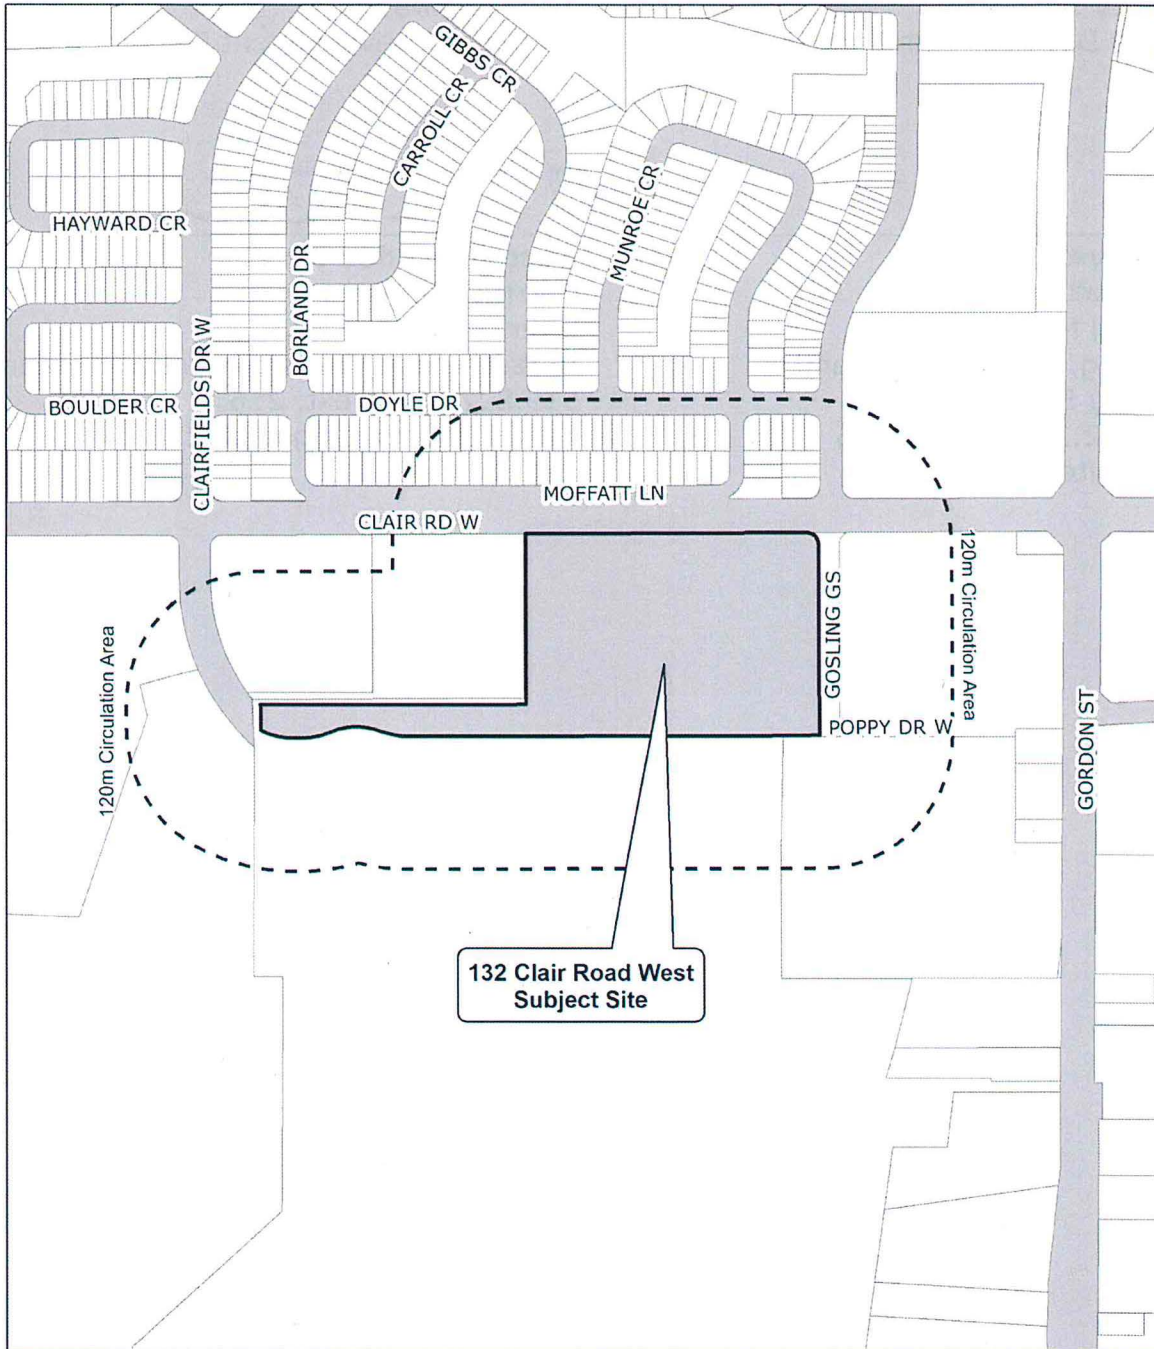 GIBBS CR
CARROLL CR
MUNROE CR
HAYWARD CR
BORLAND DR
CLAIRFIELDS DR W
BOULDER CR
DOYLE DR
MOFFATT LN
CLAIR RD W
120m Circulation Area
GOSLING GS
120m Circulation Area
POPPY DR W
GORDON ST
132 Clair Road West
Subject Site